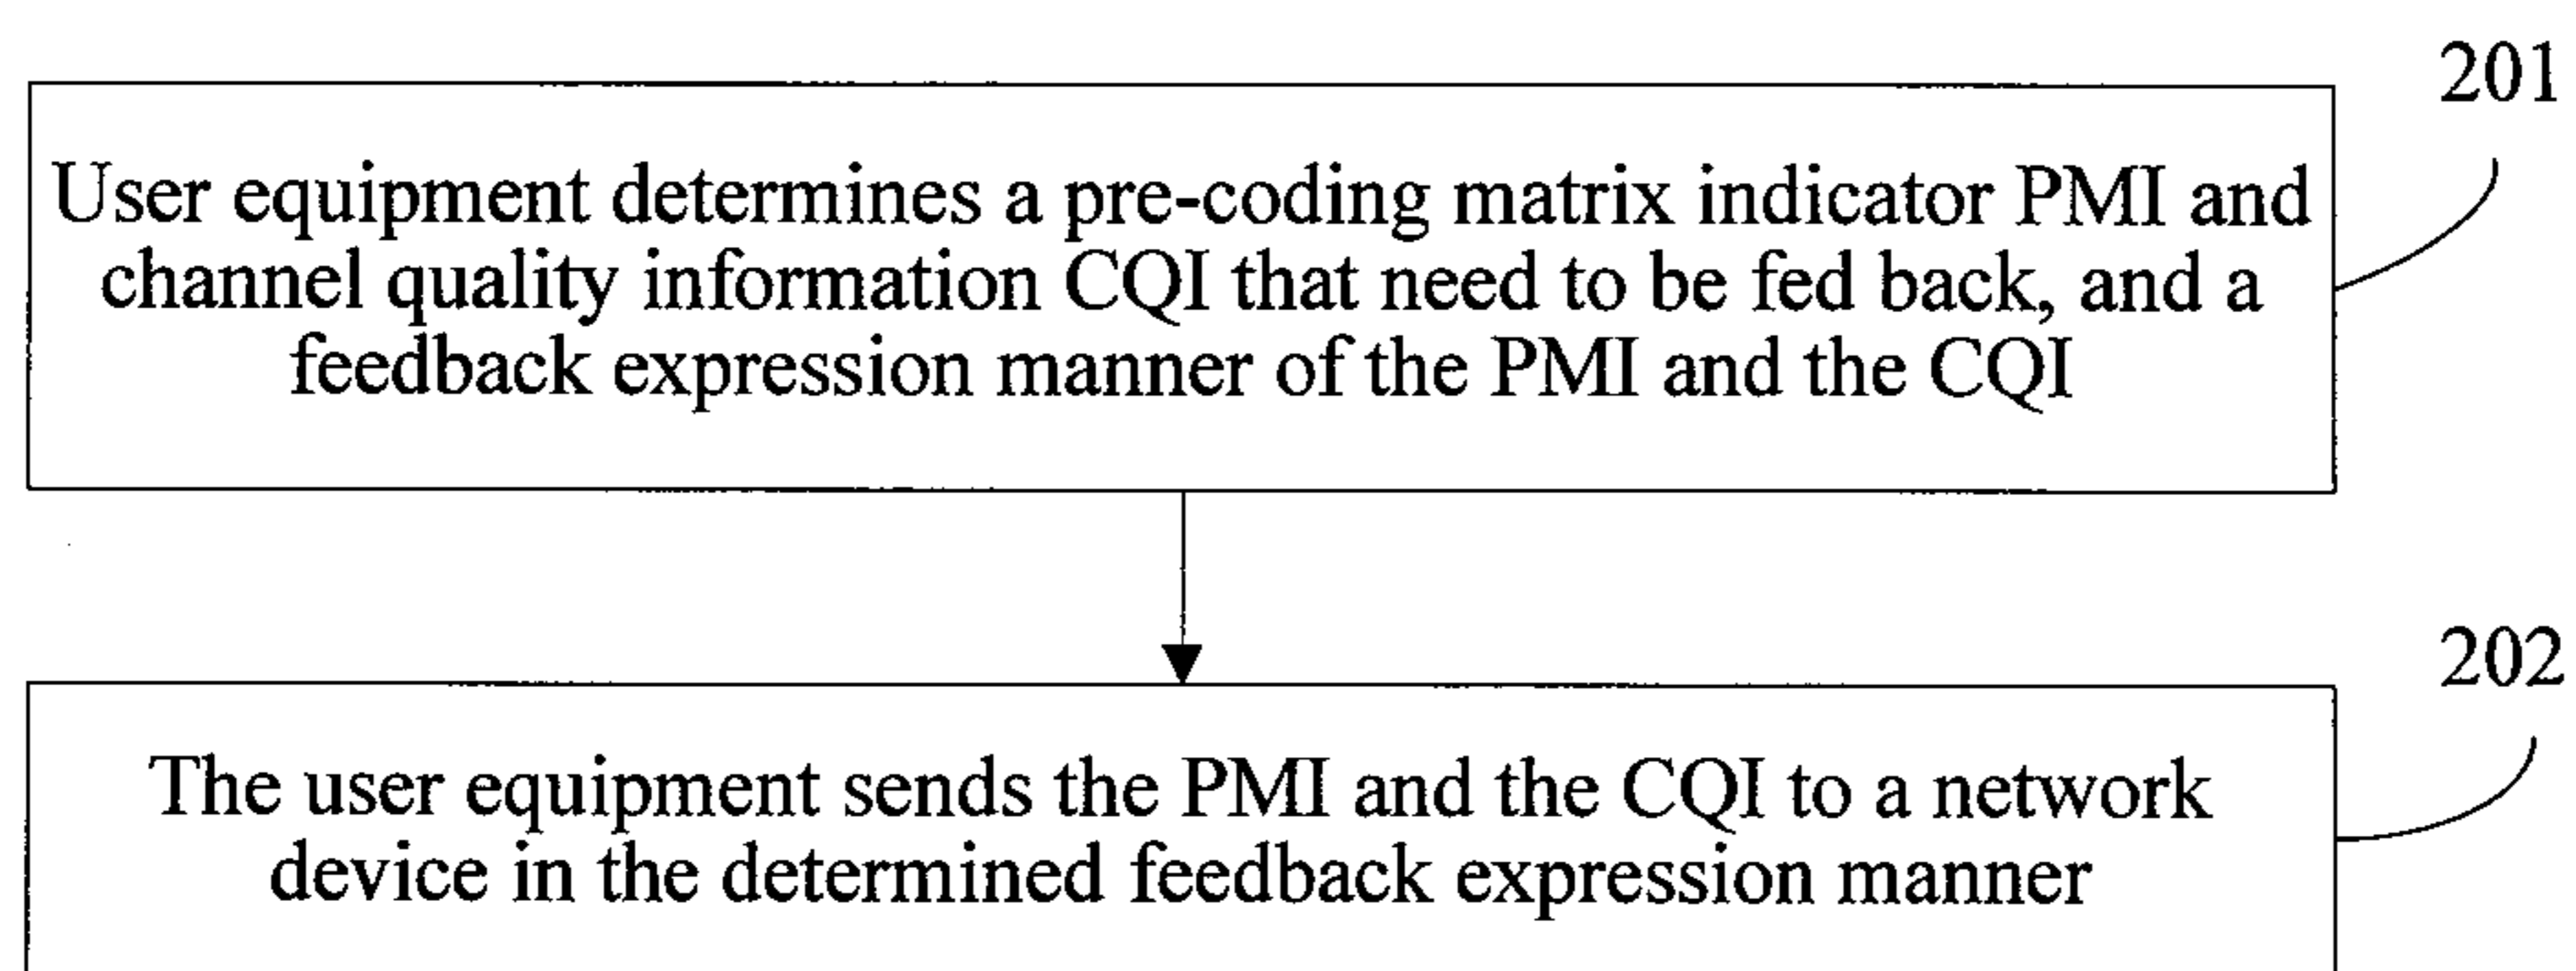 201
User equipment determines a pre-coding matrix indicator PMI and
channel quality information CQI that need to be fed back, and a
feedback expression manner of the PMI and the CQI
202
The user equipment sends the PMI and the CQI to a network
device in the determined feedback expression manner